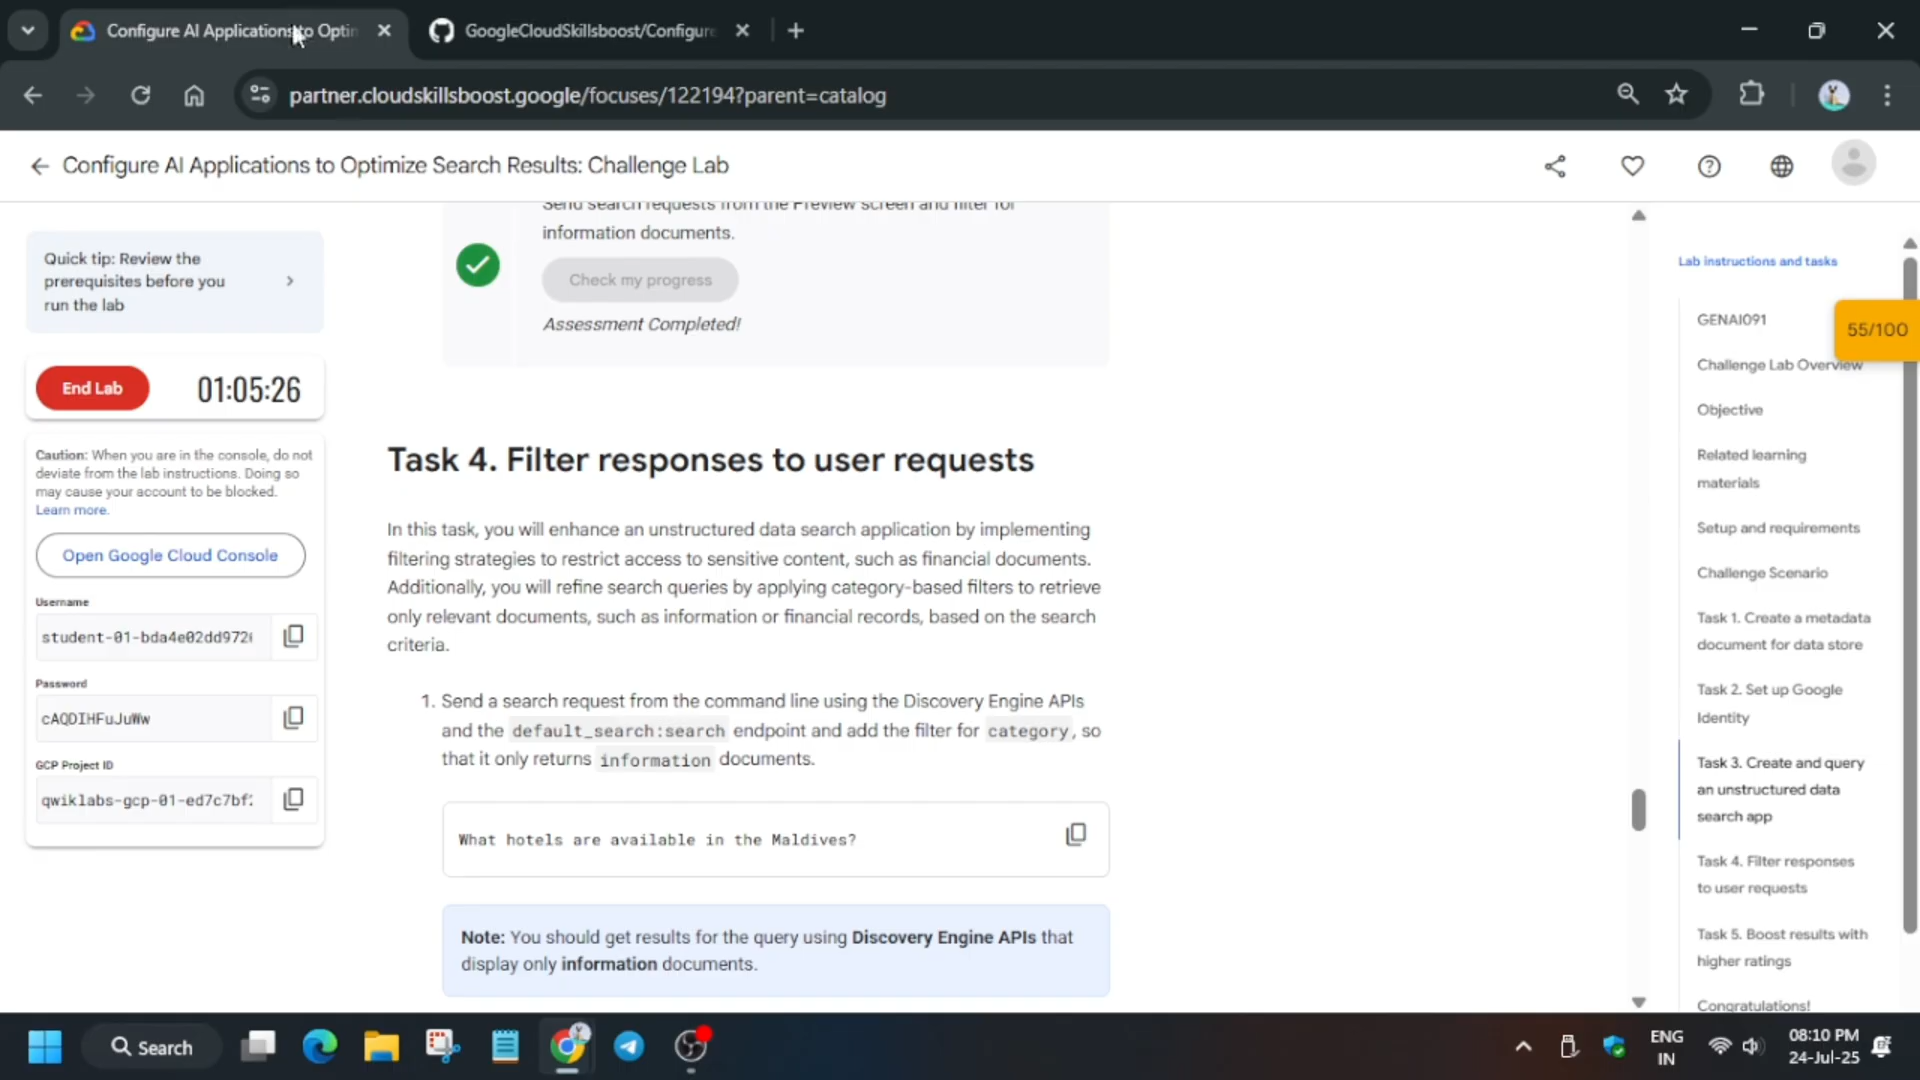 Configure AI Applications to Optin
GoogleCloudSkillsboost/Configure
partner.cloudskillsboost.google/focuses/122194?parent=catalog
Configure AI Applications to Optimize Search Results: Challenge Lab
Quick tip: Review the
prerequisites before you
run the lab
End Lab
01:05:26
Caution: When you are in the console, do not
deviate from the lab instructions. Doing so
may cause your account to be blocked.
Learn more.
Open Google Cloud Console
Username
student-01-bda4e02dd972
Password
cAQDIHFuJuWw
GCP Project ID
qwiklabs-gcp-01-ed7c7bf
Send search requests from the Preview screen and filter for
information documents.
Check my progress
Assessment Completed!
Task 4. Filter responses to user requests
In this task, you will enhance an unstructured data search application by implementing
filtering strategies to restrict access to sensitive content, such as financial documents.
Additionally, you will refine search queries by applying category-based filters to retrieve
only relevant documents, such as information or financial records, based on the search
criteria.
1. Send a search request from the command line using the Discovery Engine APIs
and the default_search:search endpoint and add the filter for category, so
that it only returns information documents.
What hotels are available in the Maldives?
Note: You should get results for the query using Discovery Engine APIs that
display only information documents.
Lab instructions and tasks
GENAI091
55/100
Challenge Lab Overview
Objective
Related learning
materials
Setup and requirements
Challenge Scenario
Task 1. Create a metadata
document for data store
Task 2. Set up Google
Identity
Task 3. Create and query
an unstructured data
search app
Task 4. Filter responses
to user requests
Task 5. Boost results with
higher ratings
Congratulations!
Search
ENG
IN
08:10 PM
24-Jul-25